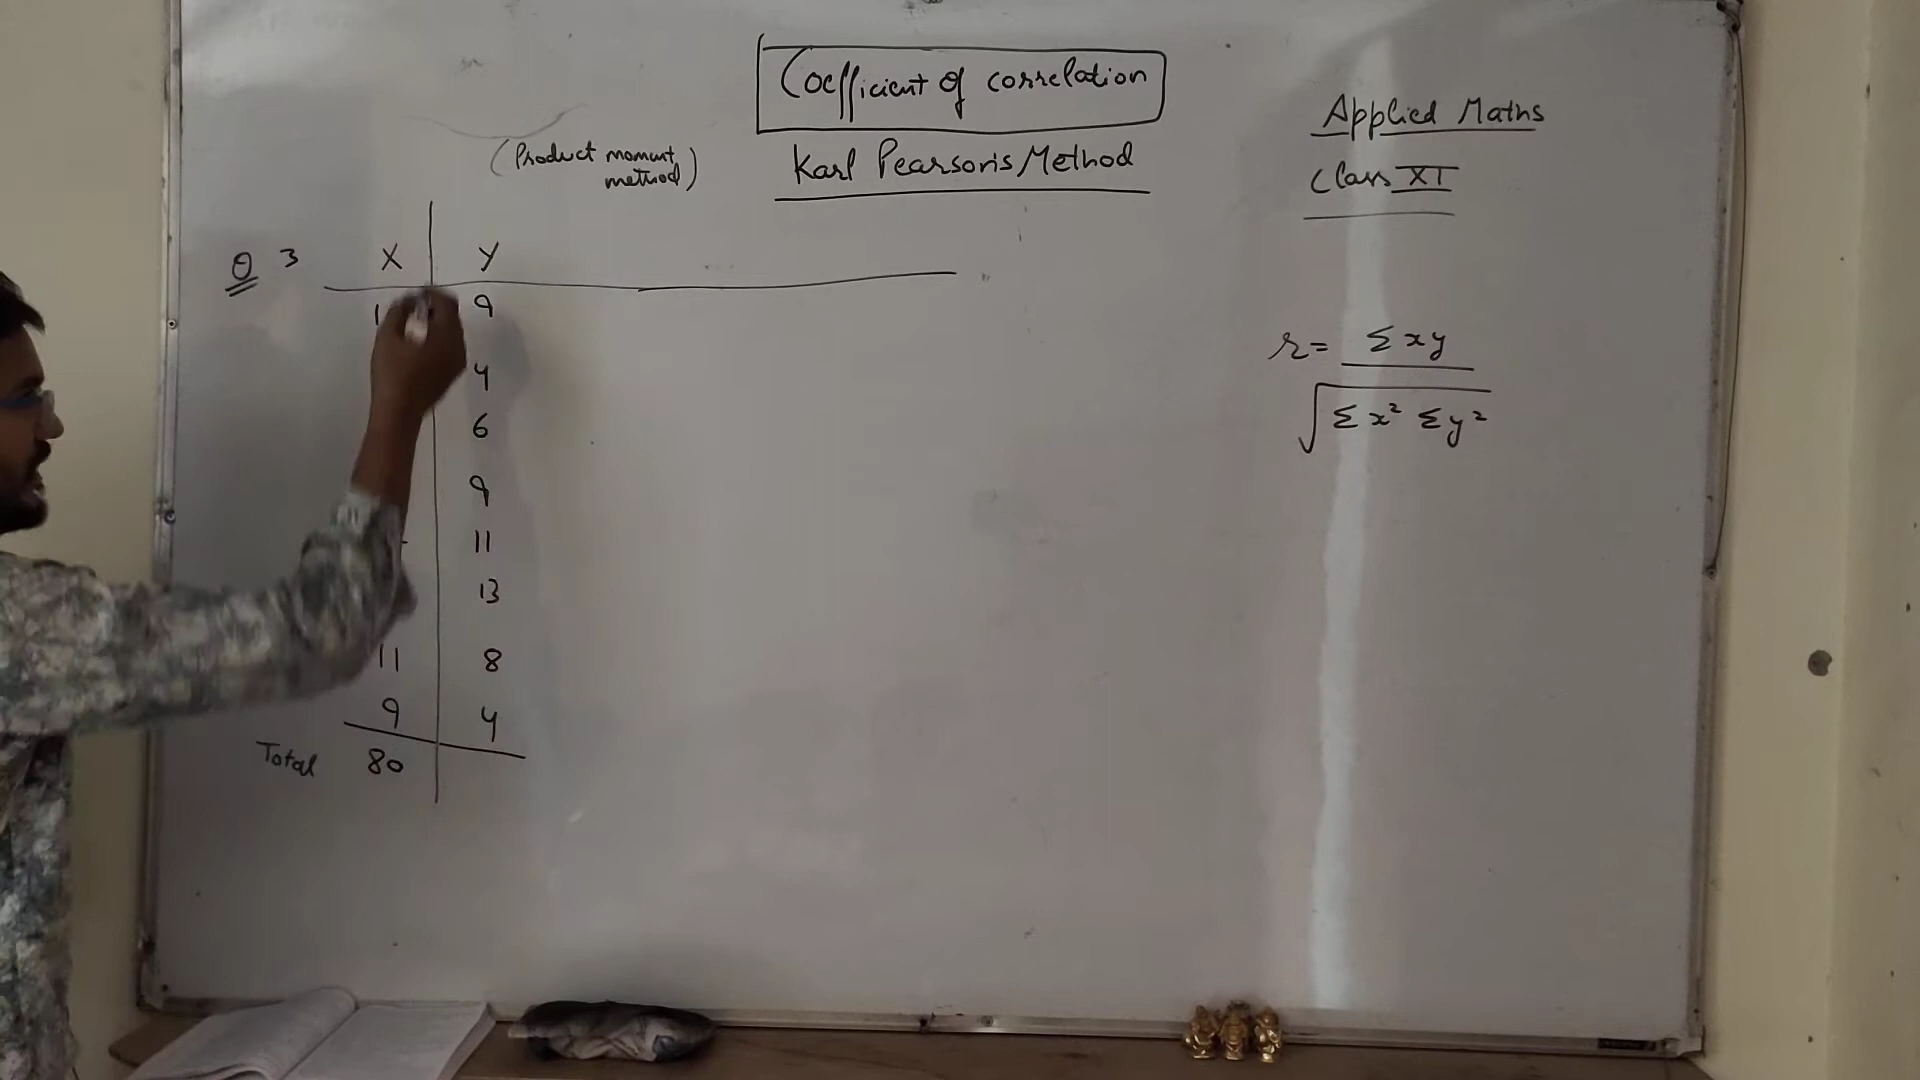 Coefficient of correlation
(Product moment method)
Karl Pearson's Method
Applied Maths
Class XI
Q 3
X Y
9
4
6
9
11
13
11 8
9 4
Total 80
r = Σxy
√Σx² Σy²